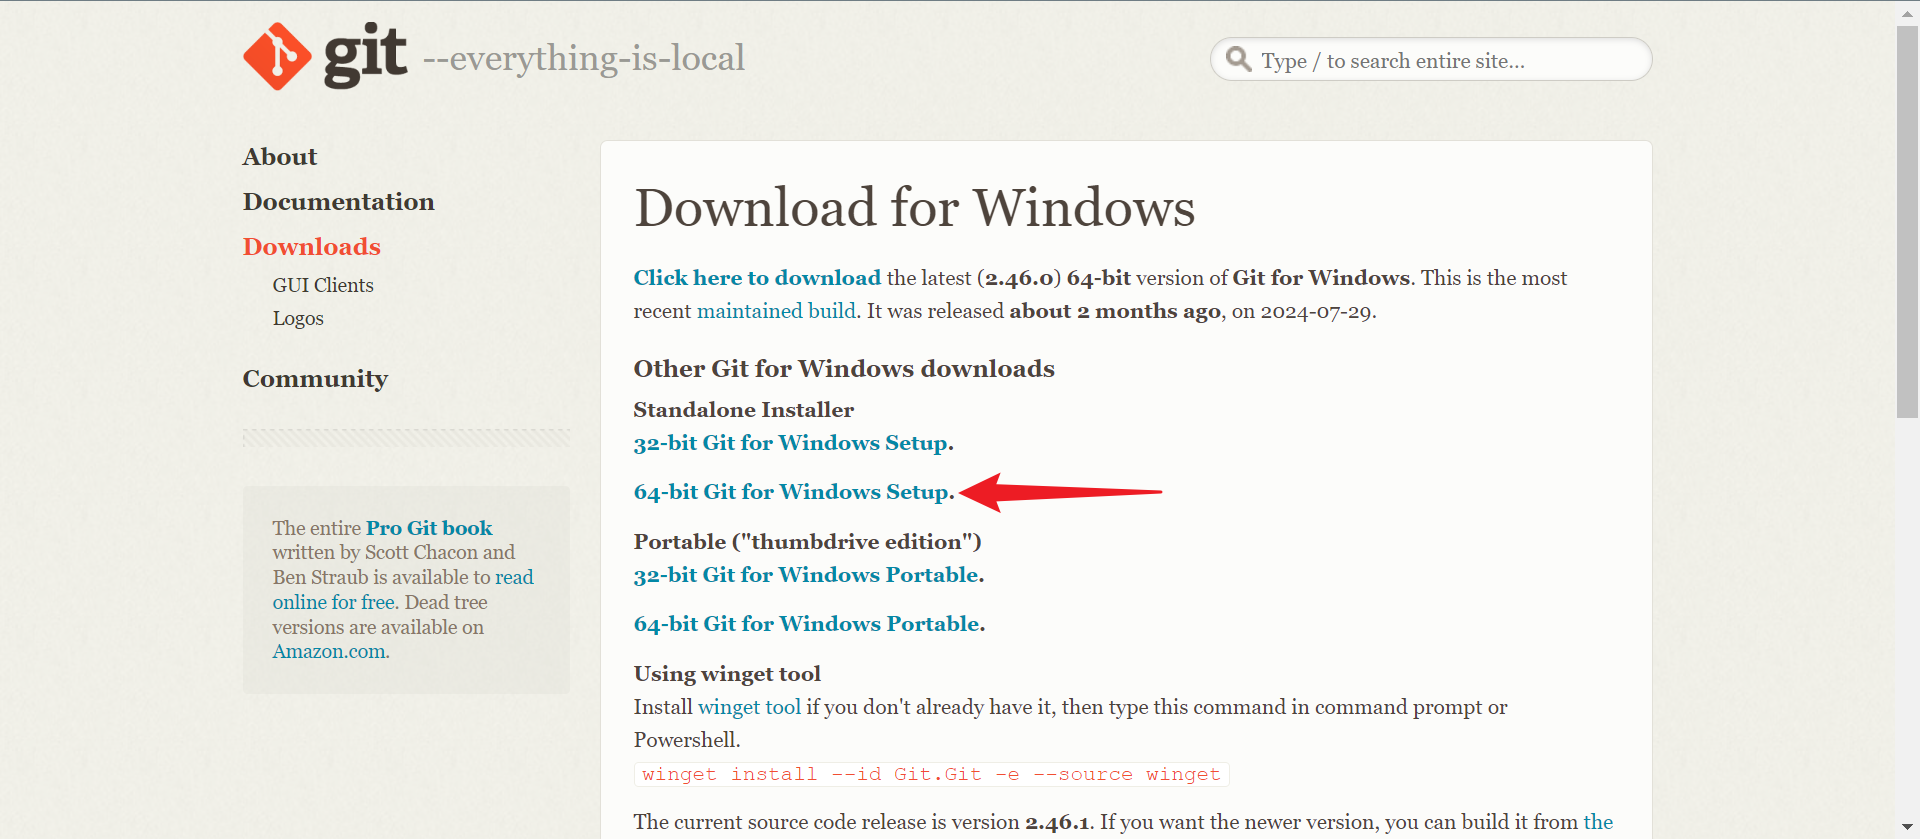 git --everything-is-local
Type / to search entire site...
About
Documentation
Downloads
GUI Clients
Logos
Community
The entire Pro Git book
written by Scott Chacon and
Ben Straub is available to read
online for free. Dead tree
versions are available on
Amazon.com.
Download for Windows
Click here to download the latest (2.46.0) 64-bit version of Git for Windows. This is the most
recent maintained build. It was released about 2 months ago, on 2024-07-29.
Other Git for Windows downloads
Standalone Installer
32-bit Git for Windows Setup.
64-bit Git for Windows Setup.
Portable ("thumbdrive edition")
32-bit Git for Windows Portable.
64-bit Git for Windows Portable.
Using winget tool
Install winget tool if you don't already have it, then type this command in command prompt or
Powershell.
winget install --id Git.Git -e --source winget
The current source code release is version 2.46.1. If you want the newer version, you can build it from the